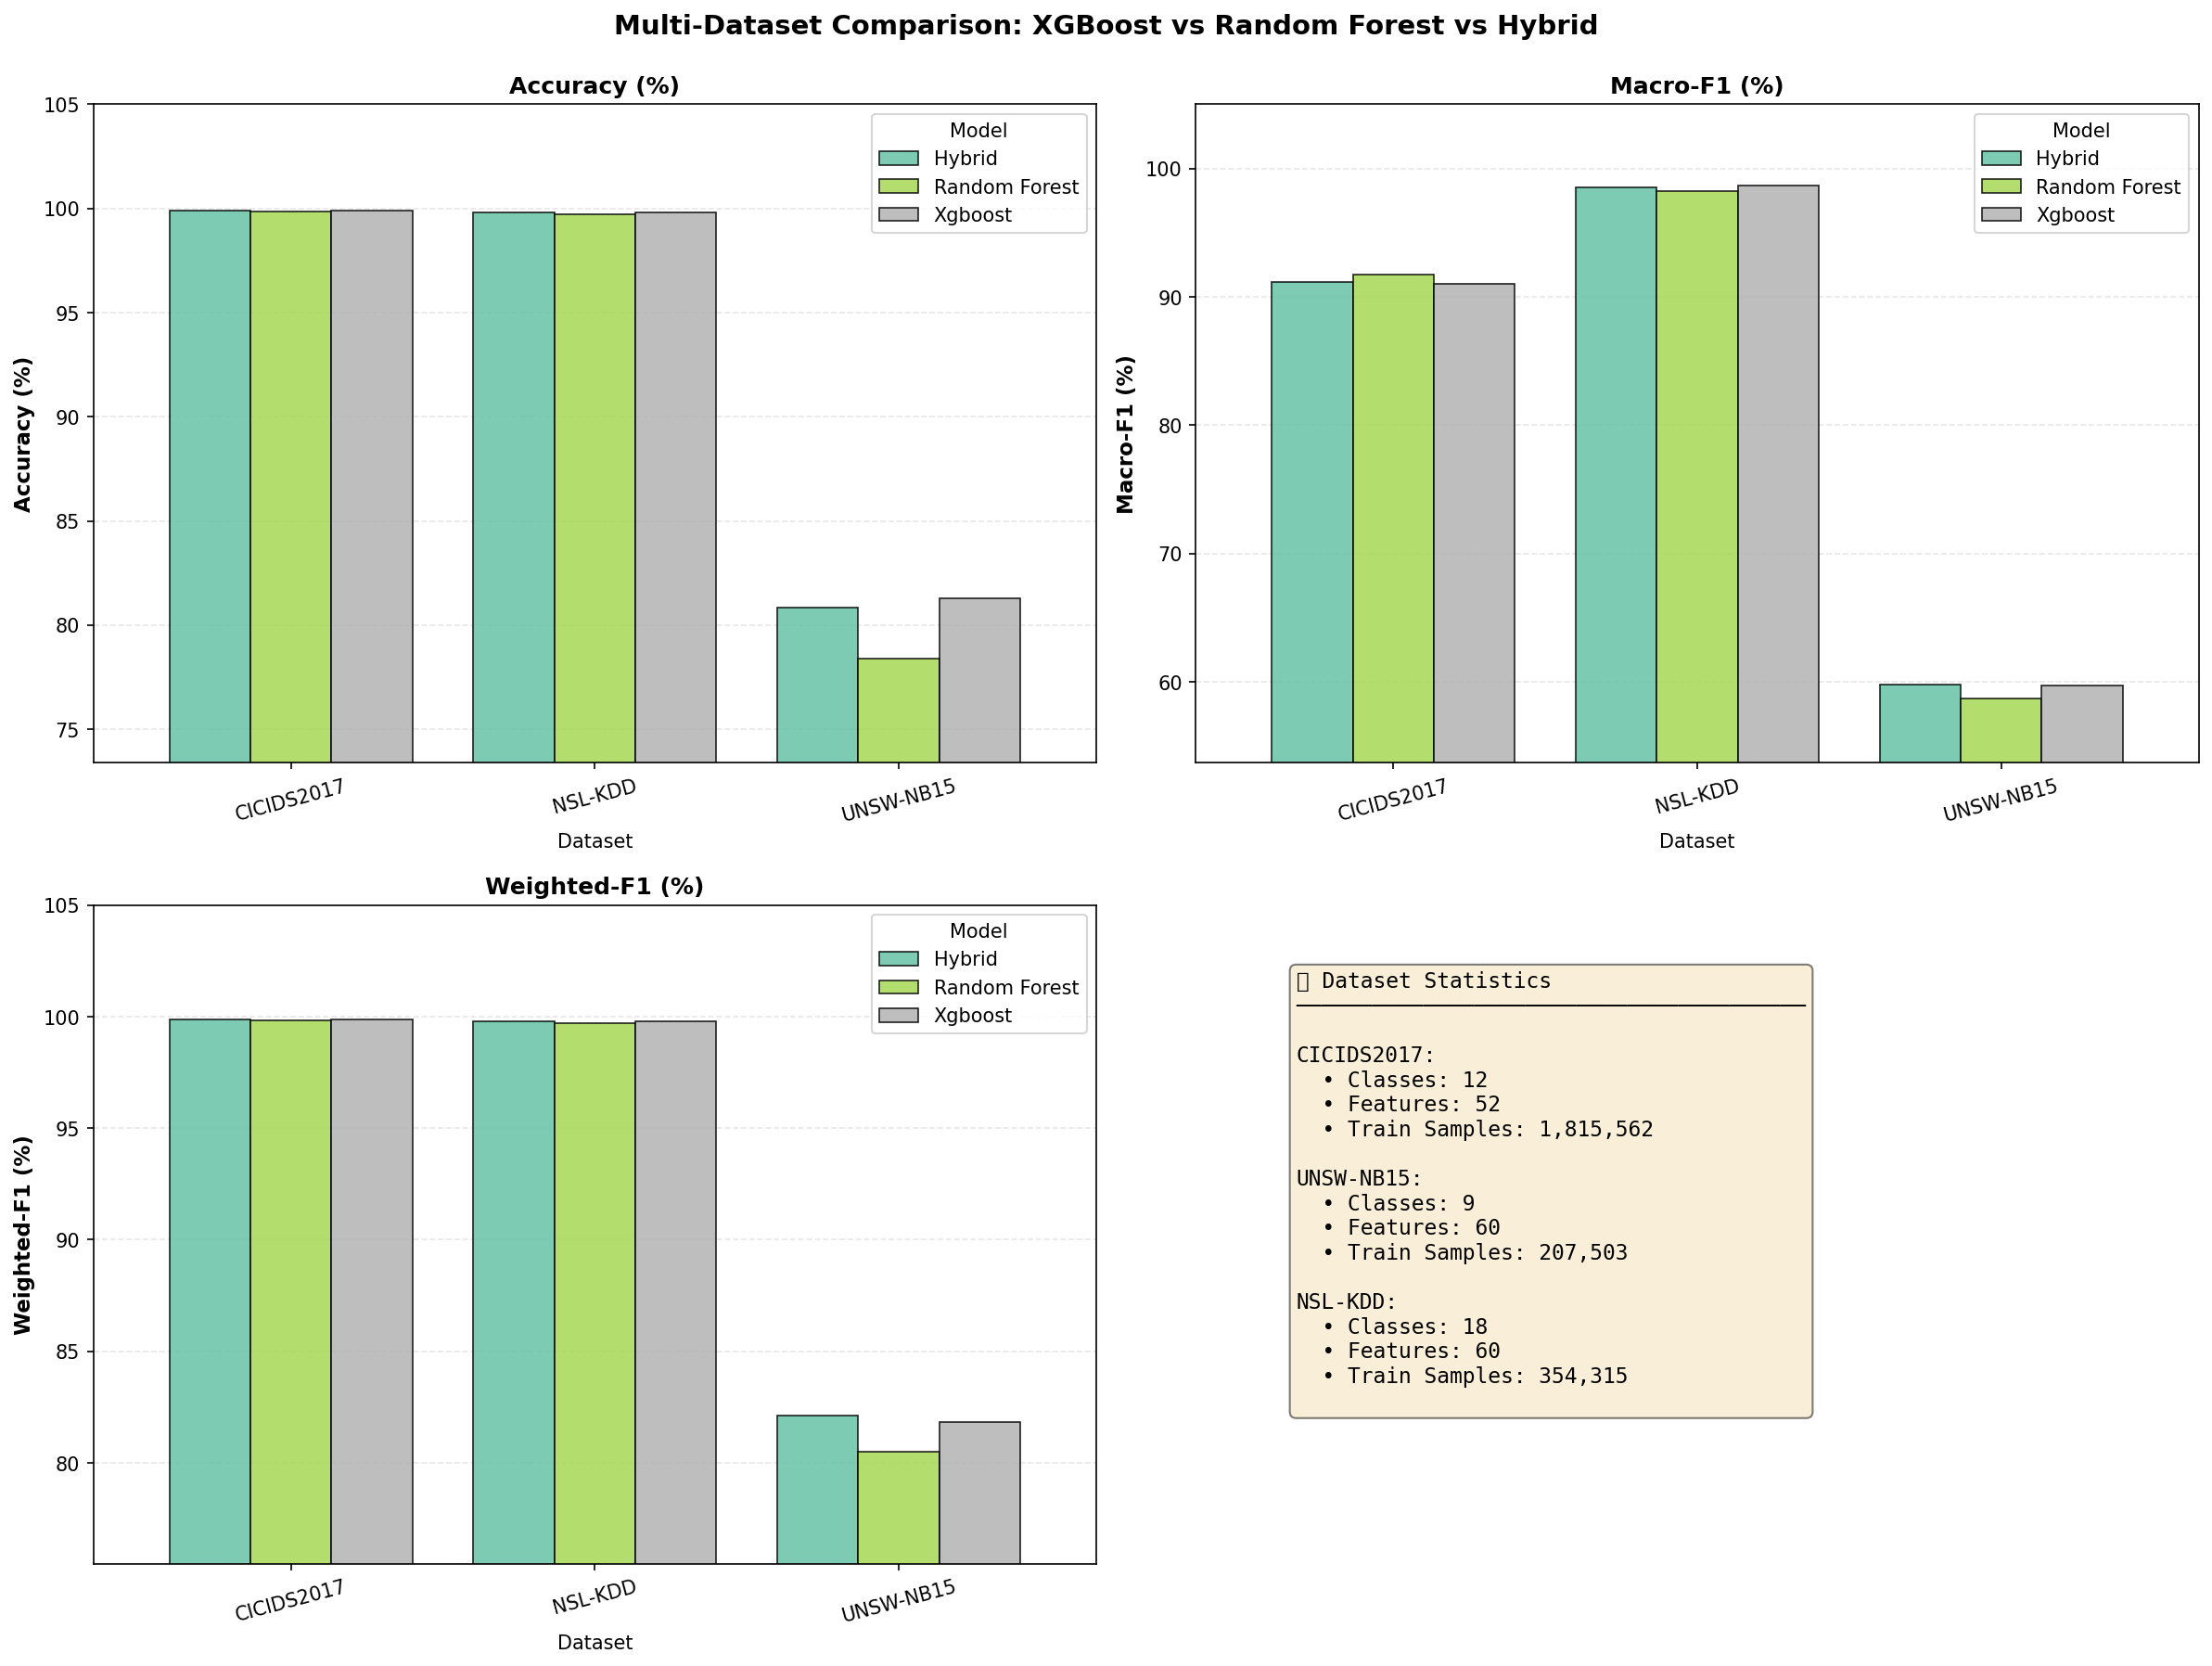 Multi-Dataset Comparison: XGBoost vs Random Forest vs Hybrid
Accuracy (%)
Accuracy (%)
105
100
95
90
85
80
75
Model
Hybrid
Random Forest
Xgboost
CICIDS2017
NSL-KDD
UNSW-NB15
Dataset
Macro-F1 (%)
Macro-F1 (%)
100
90
80
70
60
Model
Hybrid
Random Forest
Xgboost
CICIDS2017
NSL-KDD
UNSW-NB15
Dataset
Weighted-F1 (%)
Weighted-F1 (%)
105
100
95
90
85
80
Model
Hybrid
Random Forest
Xgboost
CICIDS2017
NSL-KDD
UNSW-NB15
Dataset
Dataset Statistics
CICIDS2017:
• Classes: 12
• Features: 52
• Train Samples: 1,815,562
UNSW-NB15:
• Classes: 9
• Features: 60
• Train Samples: 207,503
NSL-KDD:
• Classes: 18
• Features: 60
• Train Samples: 354,315